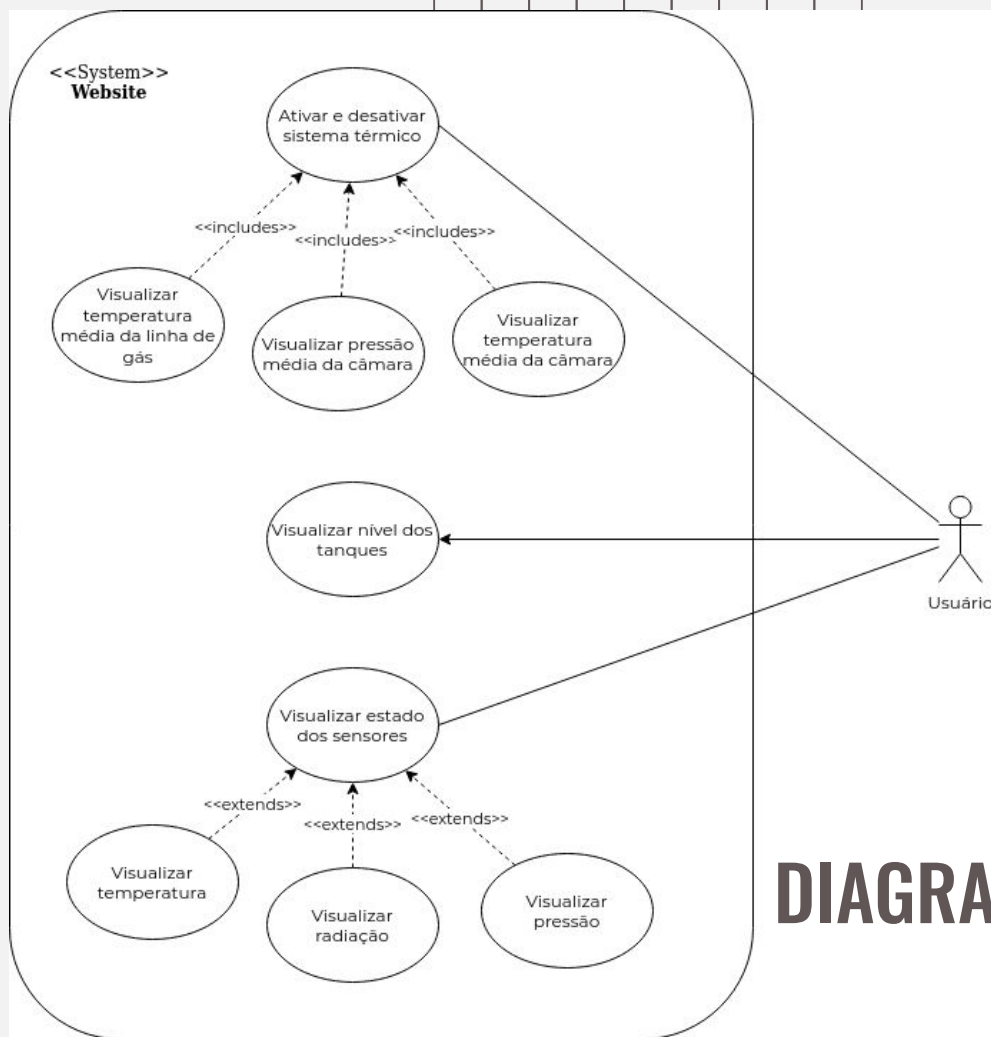 <<System>>
Website
Ativar e desativar
sistema térmico
<<includes>>
<<includes>>
<<includes>>
Visualizar
temperatura
média da linha de
gás
Visualizar pressão
média da câmara
Visualizar
temperatura
média da câmara
Visualizar nível dos
tanques
Usuário
Visualizar estado
dos sensores
<<extends>>
<<extends>>
<<extends>>
Visualizar
temperatura
Visualizar
radiação
Visualizar
pressão
DIAGRA